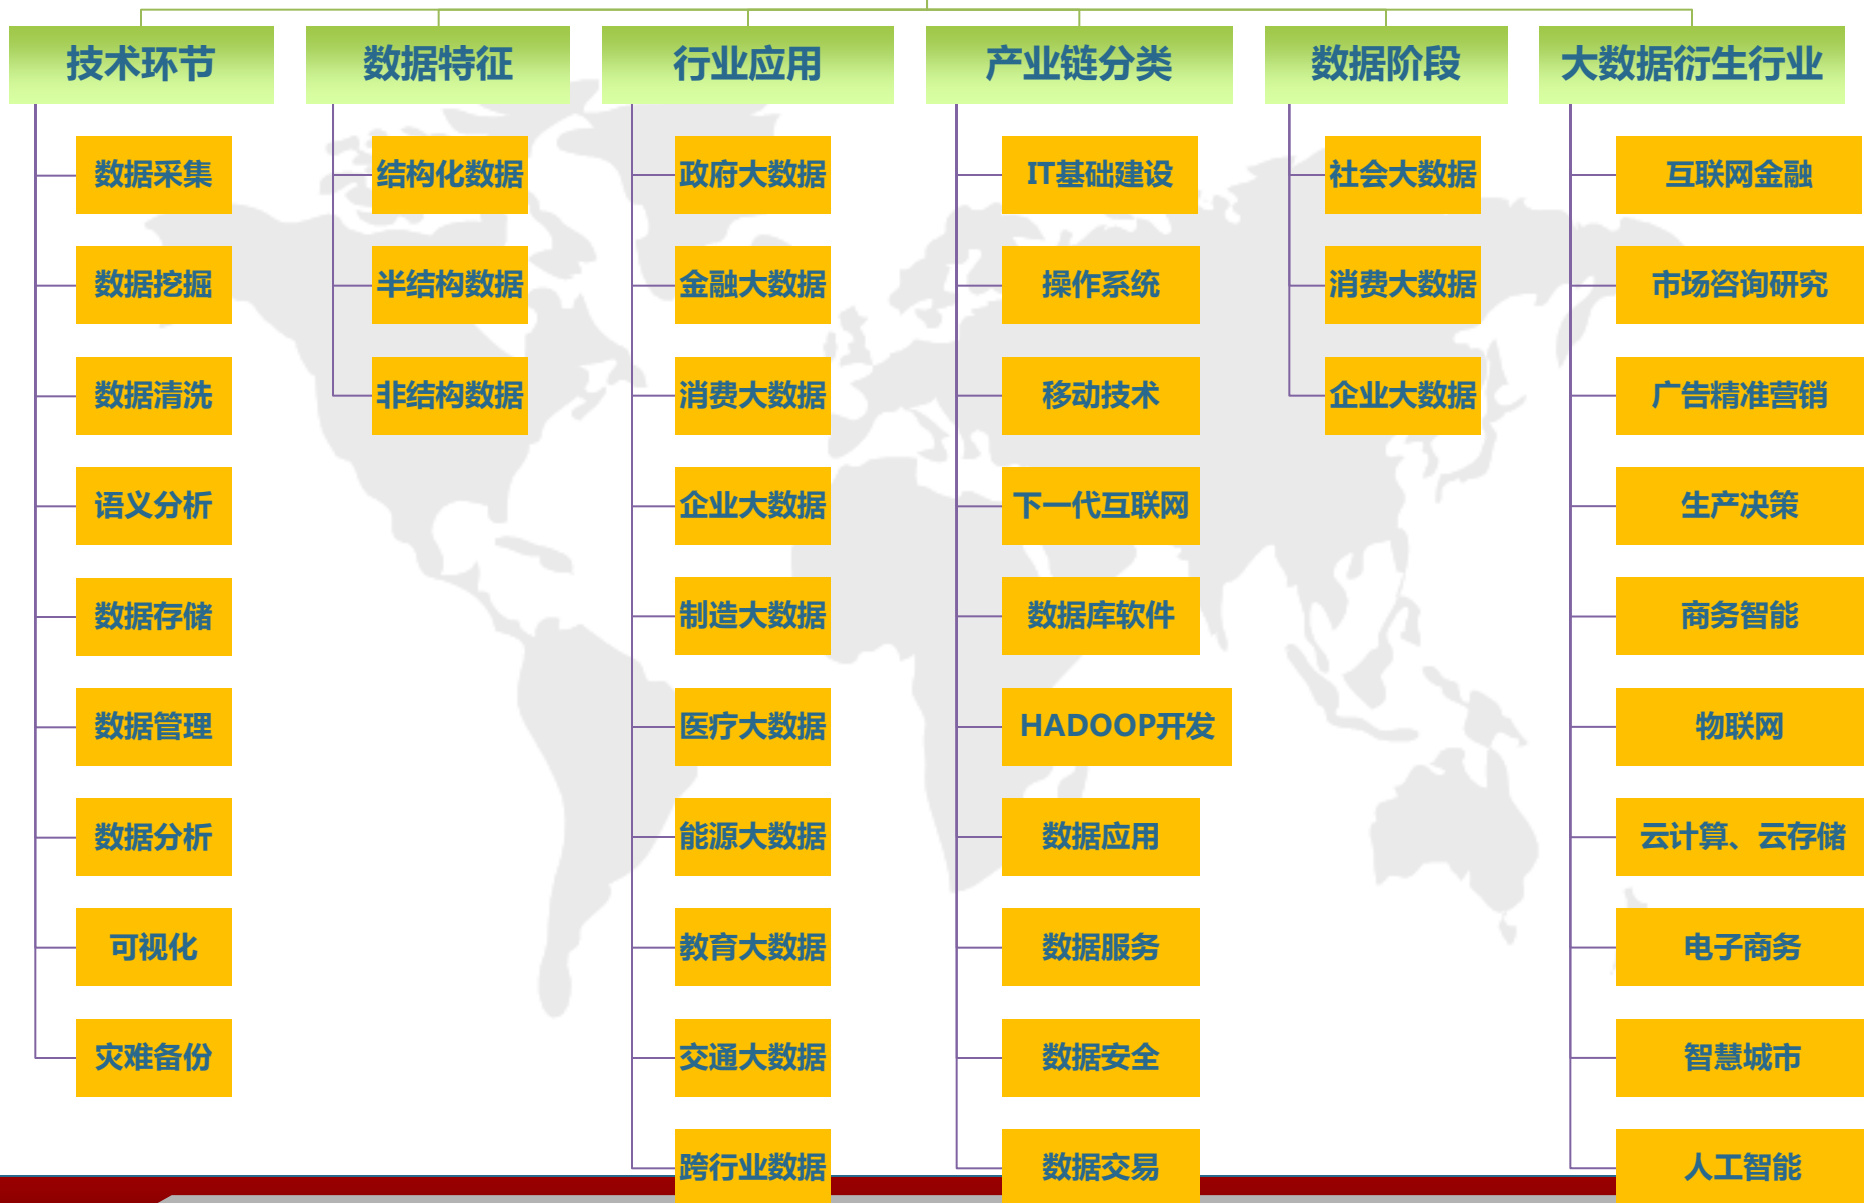 技术环节
数据采集
数据挖掘
数据清洗
语义分析
数据存储
数据管理
数据分析
可视化
灾难备份
数据特征
结构化数据
半结构数据
非结构数据
行业应用
政府大数据
金融大数据
消费大数据
企业大数据
制造大数据
医疗大数据
能源大数据
教育大数据
交通大数据
跨行业数据
产业链分类
IT基础建设
操作系统
移动技术
下一代互联网
数据库软件
HADOOP开发
数据应用
数据服务
数据安全
数据交易
数据阶段
社会大数据
消费大数据
企业大数据
大数据衍生行业
互联网金融
市场咨询研究
广告精准营销
生产决策
商务智能
物联网
云计算、云存储
电子商务
智慧城市
人工智能